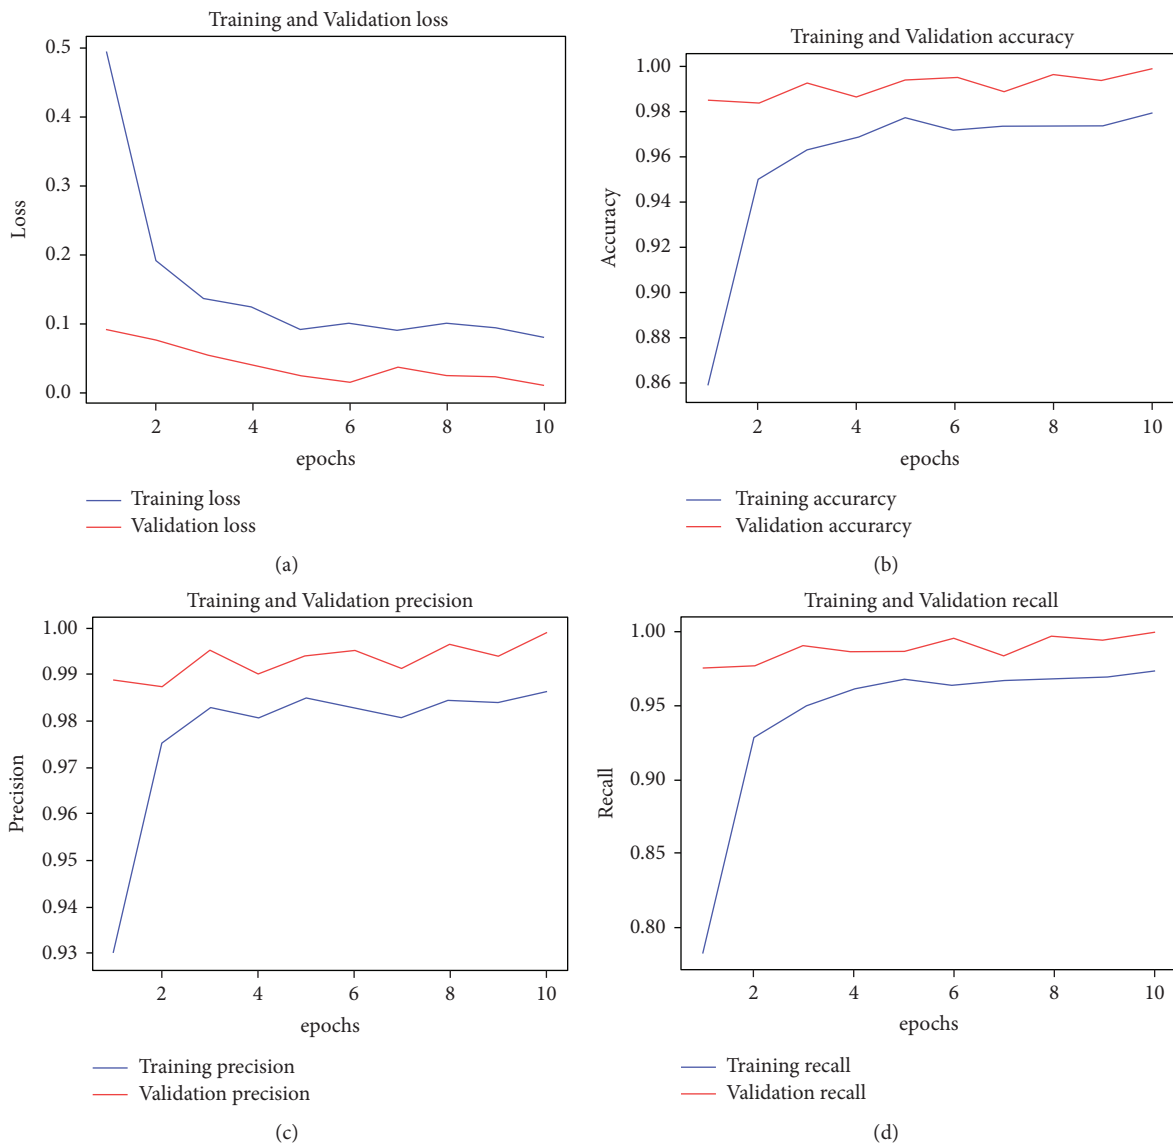 Training and Validation loss
0.5
0.4
0.3
0.2
0.1
0.0
Loss
2 4 6 8 10
epochs
Training loss
Validation loss
(a)
Training and Validation accuracy
1.00
0.98
0.96
0.94
0.92
0.90
0.88
0.86
Accuracy
2 4 6 8 10
epochs
Training accurarcy
Validation accurarcy
(b)
Training and Validation precision
1.00
0.99
0.98
0.97
0.96
0.95
0.94
0.93
Precision
2 4 6 8 10
epochs
Training precision
Validation precision
(c)
Training and Validation recall
1.00
0.95
0.90
0.85
0.80
Recall
2 4 6 8 10
epochs
Training recall
Validation recall
(d)